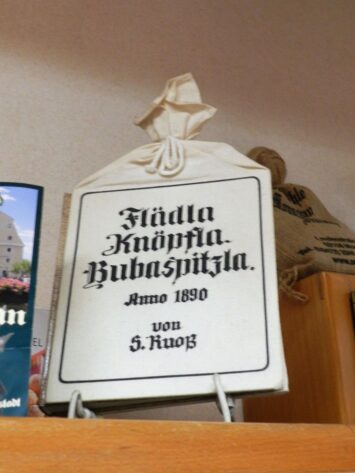 Flädla
Knöpfla.
Bubaspitzla.
Anno 1890
von
S. Ruoß